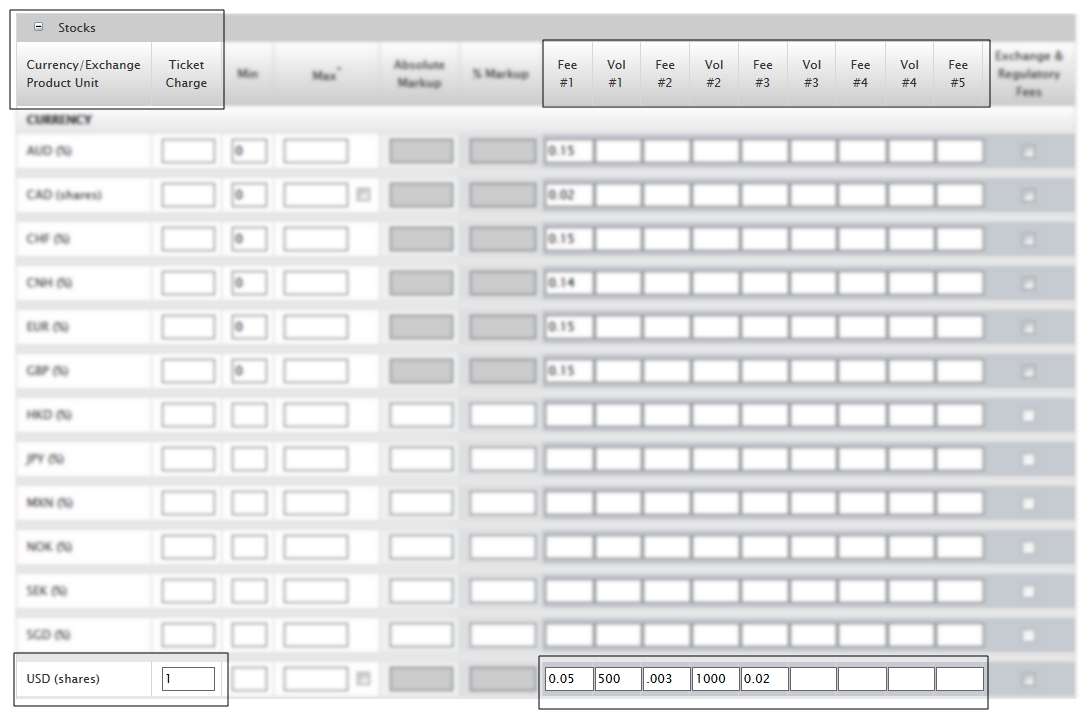 Stocks
Currency/Exchange Product Unit Ticket Charge Min Max* Absolute Markup % Markup Fee #1 Vol #1 Fee #2 Vol #2 Fee #3 Vol #3 Fee #4 Vol #4 Fee #5 Exchange & Regulatory Fees
CURRENCY
AUD (%) 0 0.15
CAD (shares) 0 0.02
CHF (%) 0 0.15
CNH (%) 0 0.14
EUR (%) 0 0.15
GBP (%) 0 0.15
HKD (%)
JPY (%)
MXN (%)
NOK (%)
SEK (%)
SGD (%)
USD (shares) 1 0.05 500 .003 1000 0.02